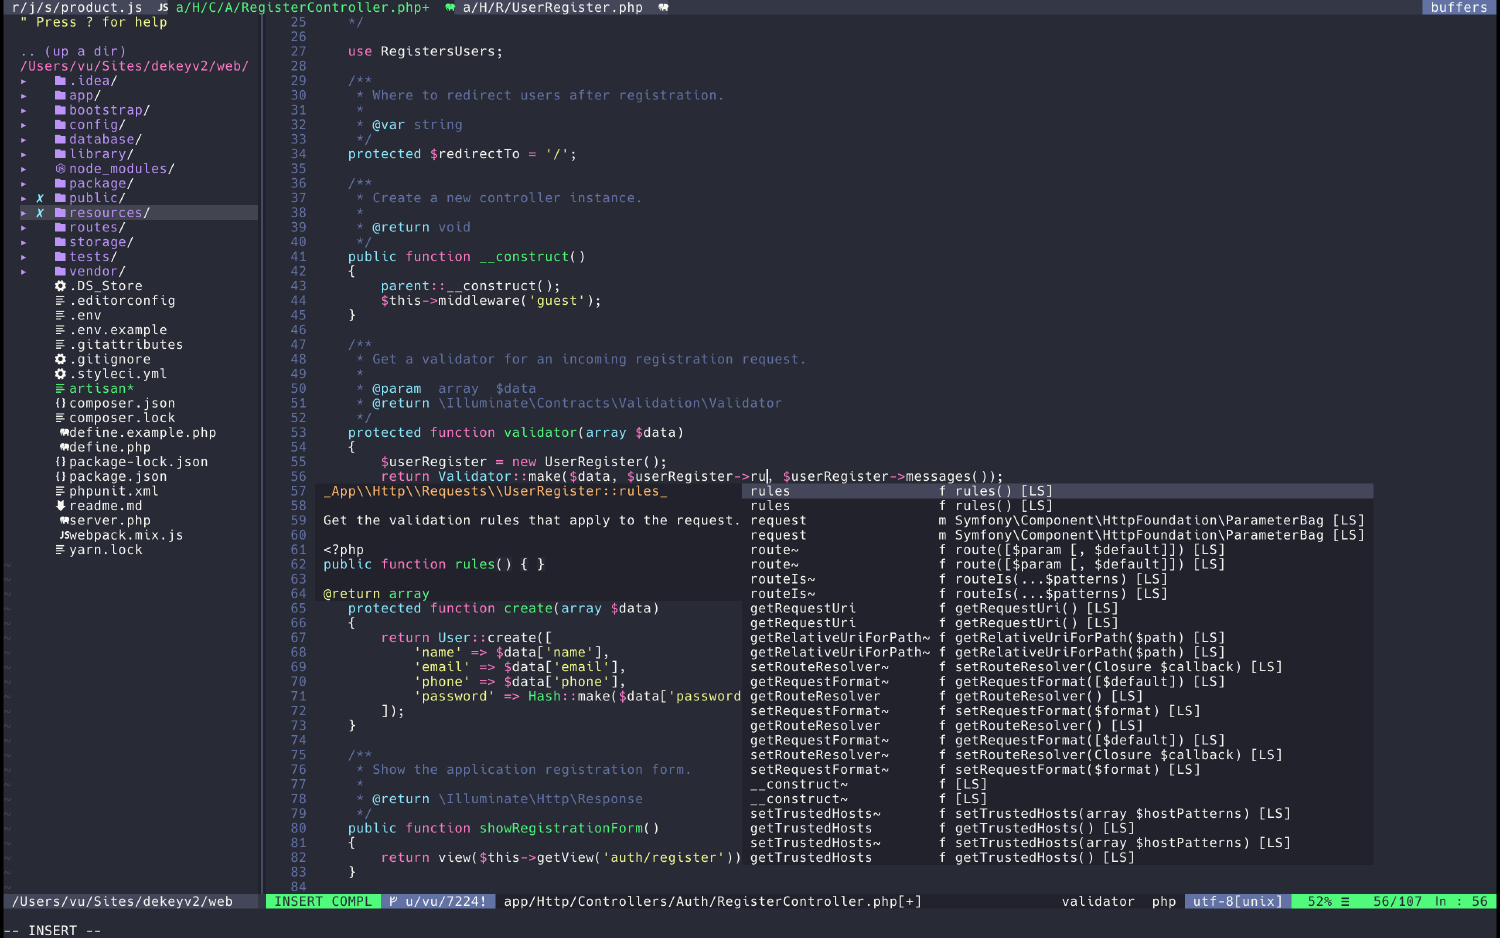 r/j/s/product.js JS a/H/C/A/RegisterController.php+ a/H/R/UserRegister.php buffers
" Press ? for help
.. (up a dir)
/Users/vu/Sites/dekeyv2/web/
▸ .idea/
▸ app/
▸ bootstrap/
▸ config/
▸ database/
▸ library/
▸ node_modules/
▸ package/
▸ ✗ public/
▸ ✗ resources/
▸ routes/
▸ storage/
▸ tests/
▸ vendor/
.DS_Store
.editorconfig
.env
.env.example
.gitattributes
.gitignore
.styleci.yml
artisan*
{} composer.json
composer.lock
define.example.php
define.php
{} package-lock.json
{} package.json
phpunit.xml
readme.md
server.php
JS webpack.mix.js
yarn.lock
25 */
26
27 use RegistersUsers;
28
29 /**
30 * Where to redirect users after registration.
31 *
32 * @var string
33 */
34 protected $redirectTo = '/';
35
36 /**
37 * Create a new controller instance.
38 *
39 * @return void
40 */
41 public function __construct()
42 {
43 parent::__construct();
44 $this->middleware('guest');
45 }
46
47 /**
48 * Get a validator for an incoming registration request.
49 *
50 * @param  array  $data
51 * @return \Illuminate\Contracts\Validation\Validator
52 */
53 protected function validator(array $data)
54 {
55 $userRegister = new UserRegister();
56 return Validator::make($data, $userRegister->ru, $userRegister->messages());
57 _App\\Http\\Requests\\UserRegister::rules_
58
59 Get the validation rules that apply to the request.
60
61 <?php
62 public function rules() { }
63
64 @return array
65 protected function create(array $data)
66 {
67 return User::create([
68 'name' => $data['name'],
69 'email' => $data['email'],
70 'phone' => $data['phone'],
71 'password' => Hash::make($data['password
72 ]);
73 }
74
75 /**
76 * Show the application registration form.
77 *
78 * @return \Illuminate\Http\Response
79 */
80 public function showRegistrationForm()
81 {
82 return view($this->getView('auth/register'))
83 }
84
rules f rules() [LS]
rules f rules() [LS]
request m Symfony\Component\HttpFoundation\ParameterBag [LS]
request m Symfony\Component\HttpFoundation\ParameterBag [LS]
route~ f route([$param [, $default]]) [LS]
route~ f route([$param [, $default]]) [LS]
routeIs~ f routeIs(...$patterns) [LS]
routeIs~ f routeIs(...$patterns) [LS]
getRequestUri f getRequestUri() [LS]
getRequestUri f getRequestUri() [LS]
getRelativeUriForPath~ f getRelativeUriForPath($path) [LS]
getRelativeUriForPath~ f getRelativeUriForPath($path) [LS]
setRouteResolver~ f setRouteResolver(Closure $callback) [LS]
getRequestFormat~ f getRequestFormat([$default]) [LS]
getRouteResolver f getRouteResolver() [LS]
setRequestFormat~ f setRequestFormat($format) [LS]
getRouteResolver f getRouteResolver() [LS]
getRequestFormat~ f getRequestFormat([$default]) [LS]
setRouteResolver~ f setRouteResolver(Closure $callback) [LS]
setRequestFormat~ f setRequestFormat($format) [LS]
__construct~ f [LS]
__construct~ f [LS]
setTrustedHosts~ f setTrustedHosts(array $hostPatterns) [LS]
getTrustedHosts f getTrustedHosts() [LS]
setTrustedHosts~ f setTrustedHosts(array $hostPatterns) [LS]
getTrustedHosts f getTrustedHosts() [LS]
/Users/vu/Sites/dekeyv2/web INSERT COMPL u/vu/7224! app/Http/Controllers/Auth/RegisterController.php[+] validator php utf-8[unix] 52% ☰ 56/107 ln : 56
-- INSERT --